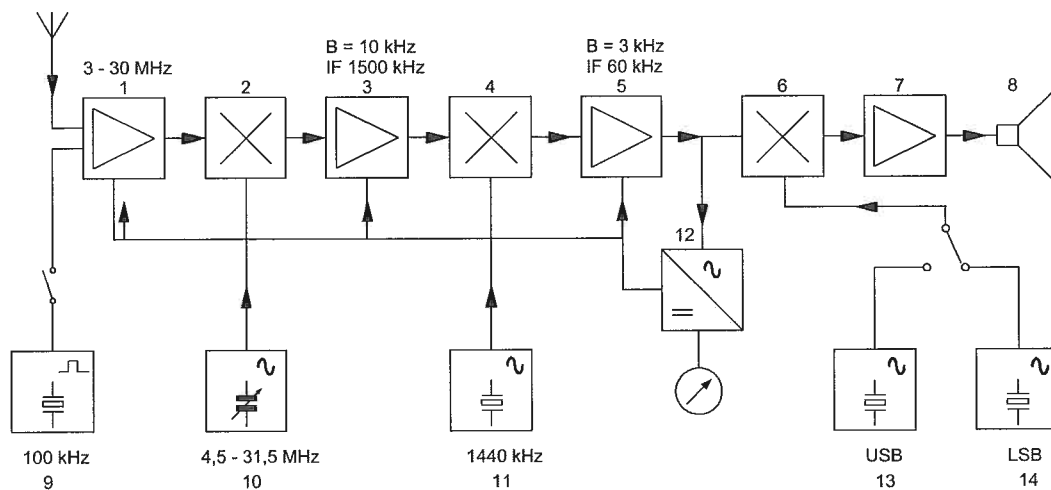 B = 10 kHz
IF 1500 kHz
B = 3 kHz
IF 60 kHz
3 - 30 MHz
1
2
3
4
5
6
7
8
12
100 kHz
9
4,5 - 31,5 MHz
10
1440 kHz
11
USB
13
LSB
14